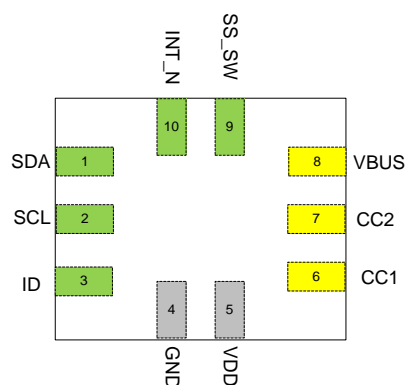 INT_N
SS_SW
10
9
SDA
1
8
VBUS
SCL
2
7
CC2
ID
3
6
CC1
4
5
GND
VDD